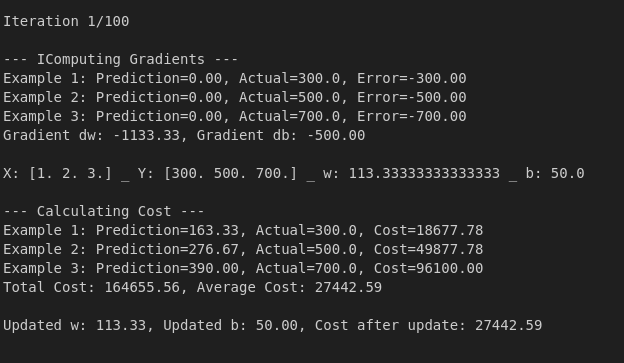 Iteration 1/100
--- IComputing Gradients ---
Example 1: Prediction=0.00, Actual=300.0, Error=-300.00
Example 2: Prediction=0.00, Actual=500.0, Error=-500.00
Example 3: Prediction=0.00, Actual=700.0, Error=-700.00
Gradient dw: -1133.33, Gradient db: -500.00
X: [1. 2. 3.] _ Y: [300. 500. 700.] _ w: 113.33333333333333 _ b: 50.0
--- Calculating Cost ---
Example 1: Prediction=163.33, Actual=300.0, Cost=18677.78
Example 2: Prediction=276.67, Actual=500.0, Cost=49877.78
Example 3: Prediction=390.00, Actual=700.0, Cost=96100.00
Total Cost: 164655.56, Average Cost: 27442.59
Updated w: 113.33, Updated b: 50.00, Cost after update: 27442.59